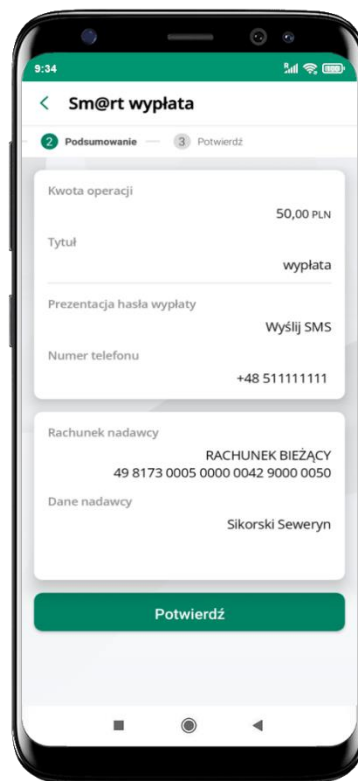 9:34
Sm@rt wypłata
2 Podsumowanie
3 Potwierdź
Kwota operacji
50,00 PLN
Tytuł
wypłata
Prezentacja hasła wypłaty
Wyślij SMS
Numer telefonu
+48 511111111
Rachunek nadawcy
RACHUNEK BIEŻĄCY
49 8173 0005 0000 0042 9000 0050
Dane nadawcy
Sikorski Seweryn
Potwierdź